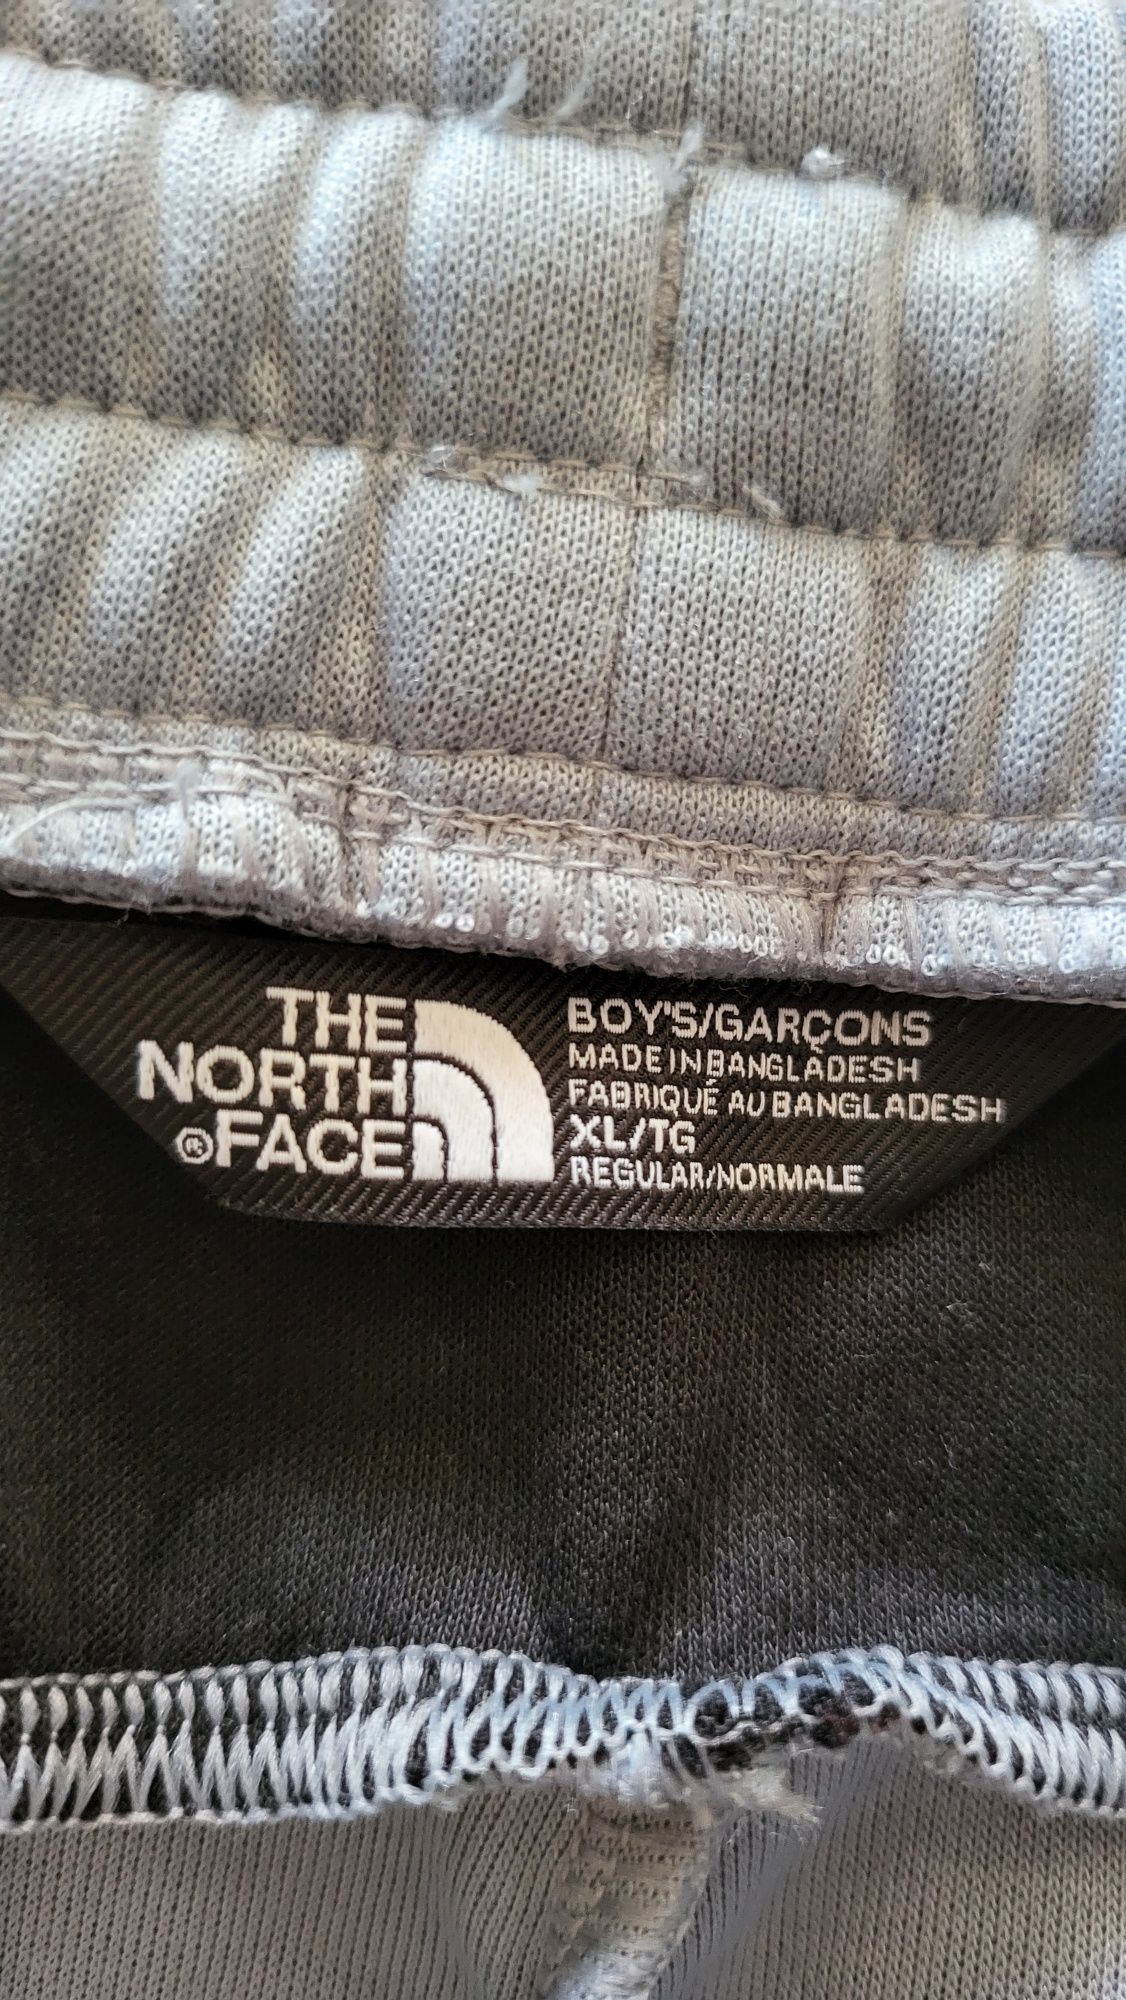 THE
NORTH
®FACE
BOY'S/GARÇONS
MADE IN BANGLADESH
FABRIQUÉ AU BANGLADESH
XL/TG
REGULAR/NORMALE